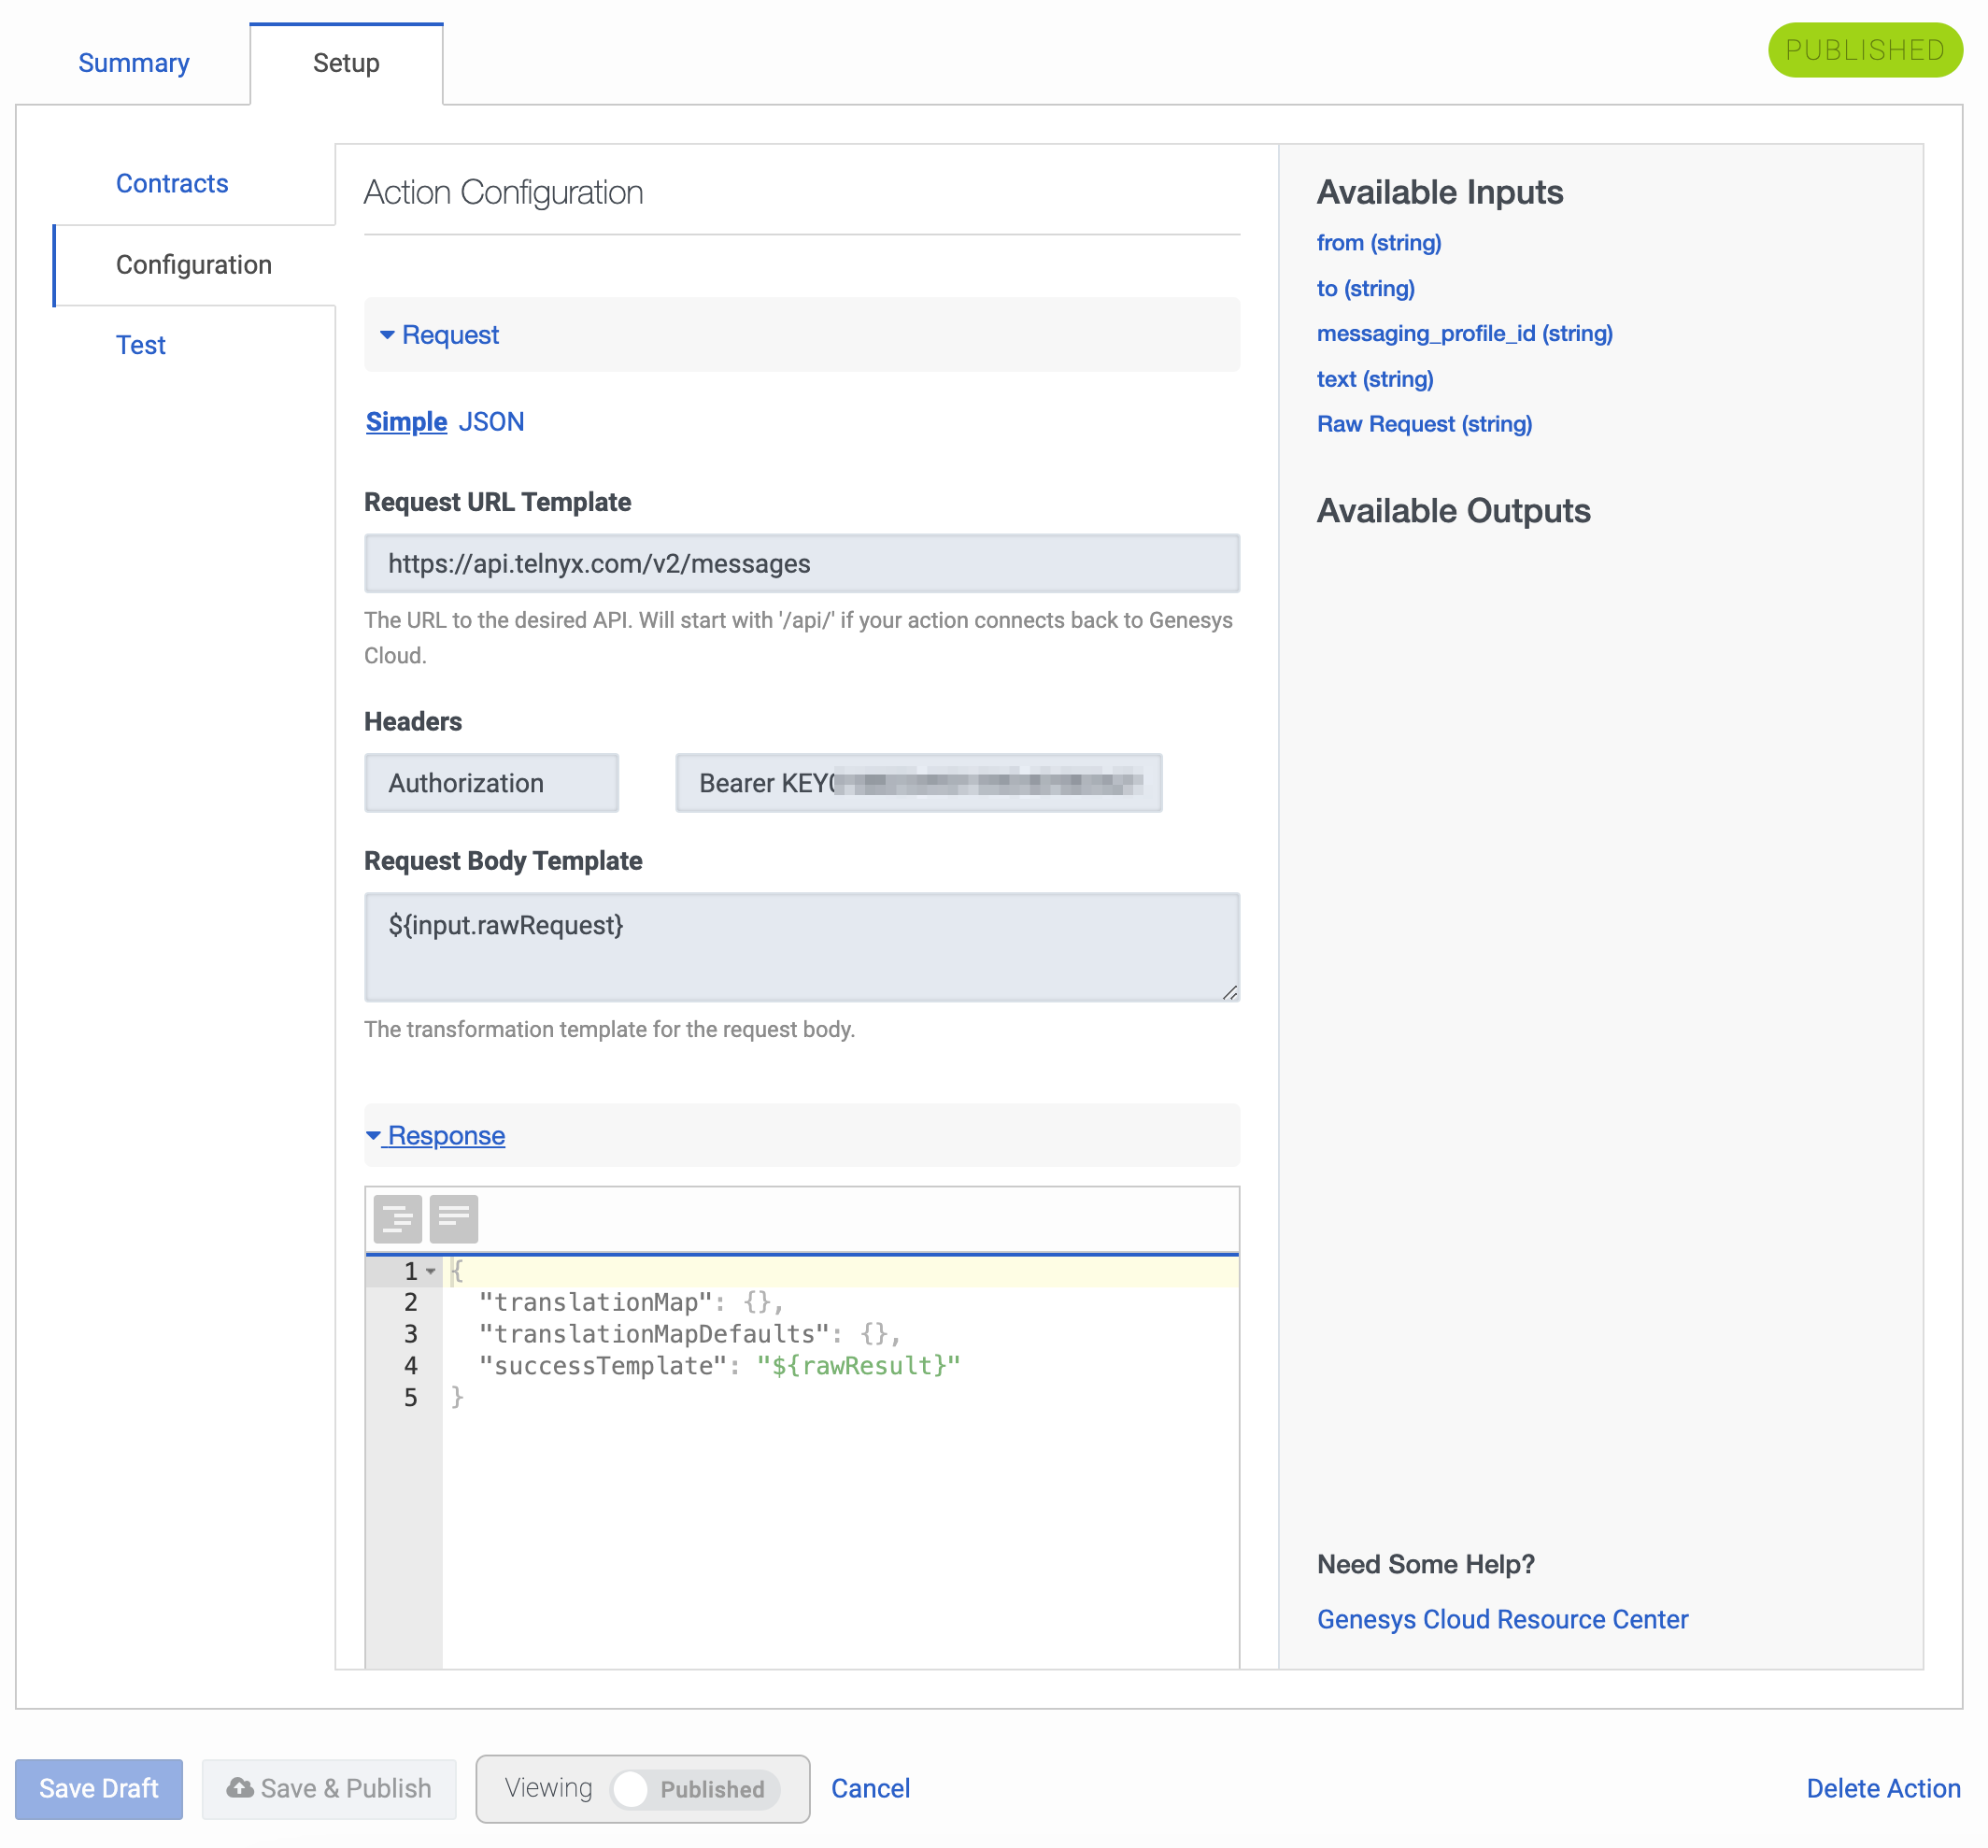 Summary
Setup
PUBLISHED
Contracts
Configuration
Test
Action Configuration
Request
Simple JSON
Request URL Template
https://api.telnyx.com/v2/messages
The URL to the desired API. Will start with '/api/' if your action connects back to Genesys
Cloud.
Headers
Authorization
Bearer KEY
Request Body Template
${input.rawRequest}
The transformation template for the request body.
Response
1 {
2 "translationMap": {},
3 "translationMapDefaults": {},
4 "successTemplate": "${rawResult}"
5 }
Available Inputs
from (string)
to (string)
messaging_profile_id (string)
text (string)
Raw Request (string)
Available Outputs
Need Some Help?
Genesys Cloud Resource Center
Save Draft
Save & Publish
Viewing
Published
Cancel
Delete Action